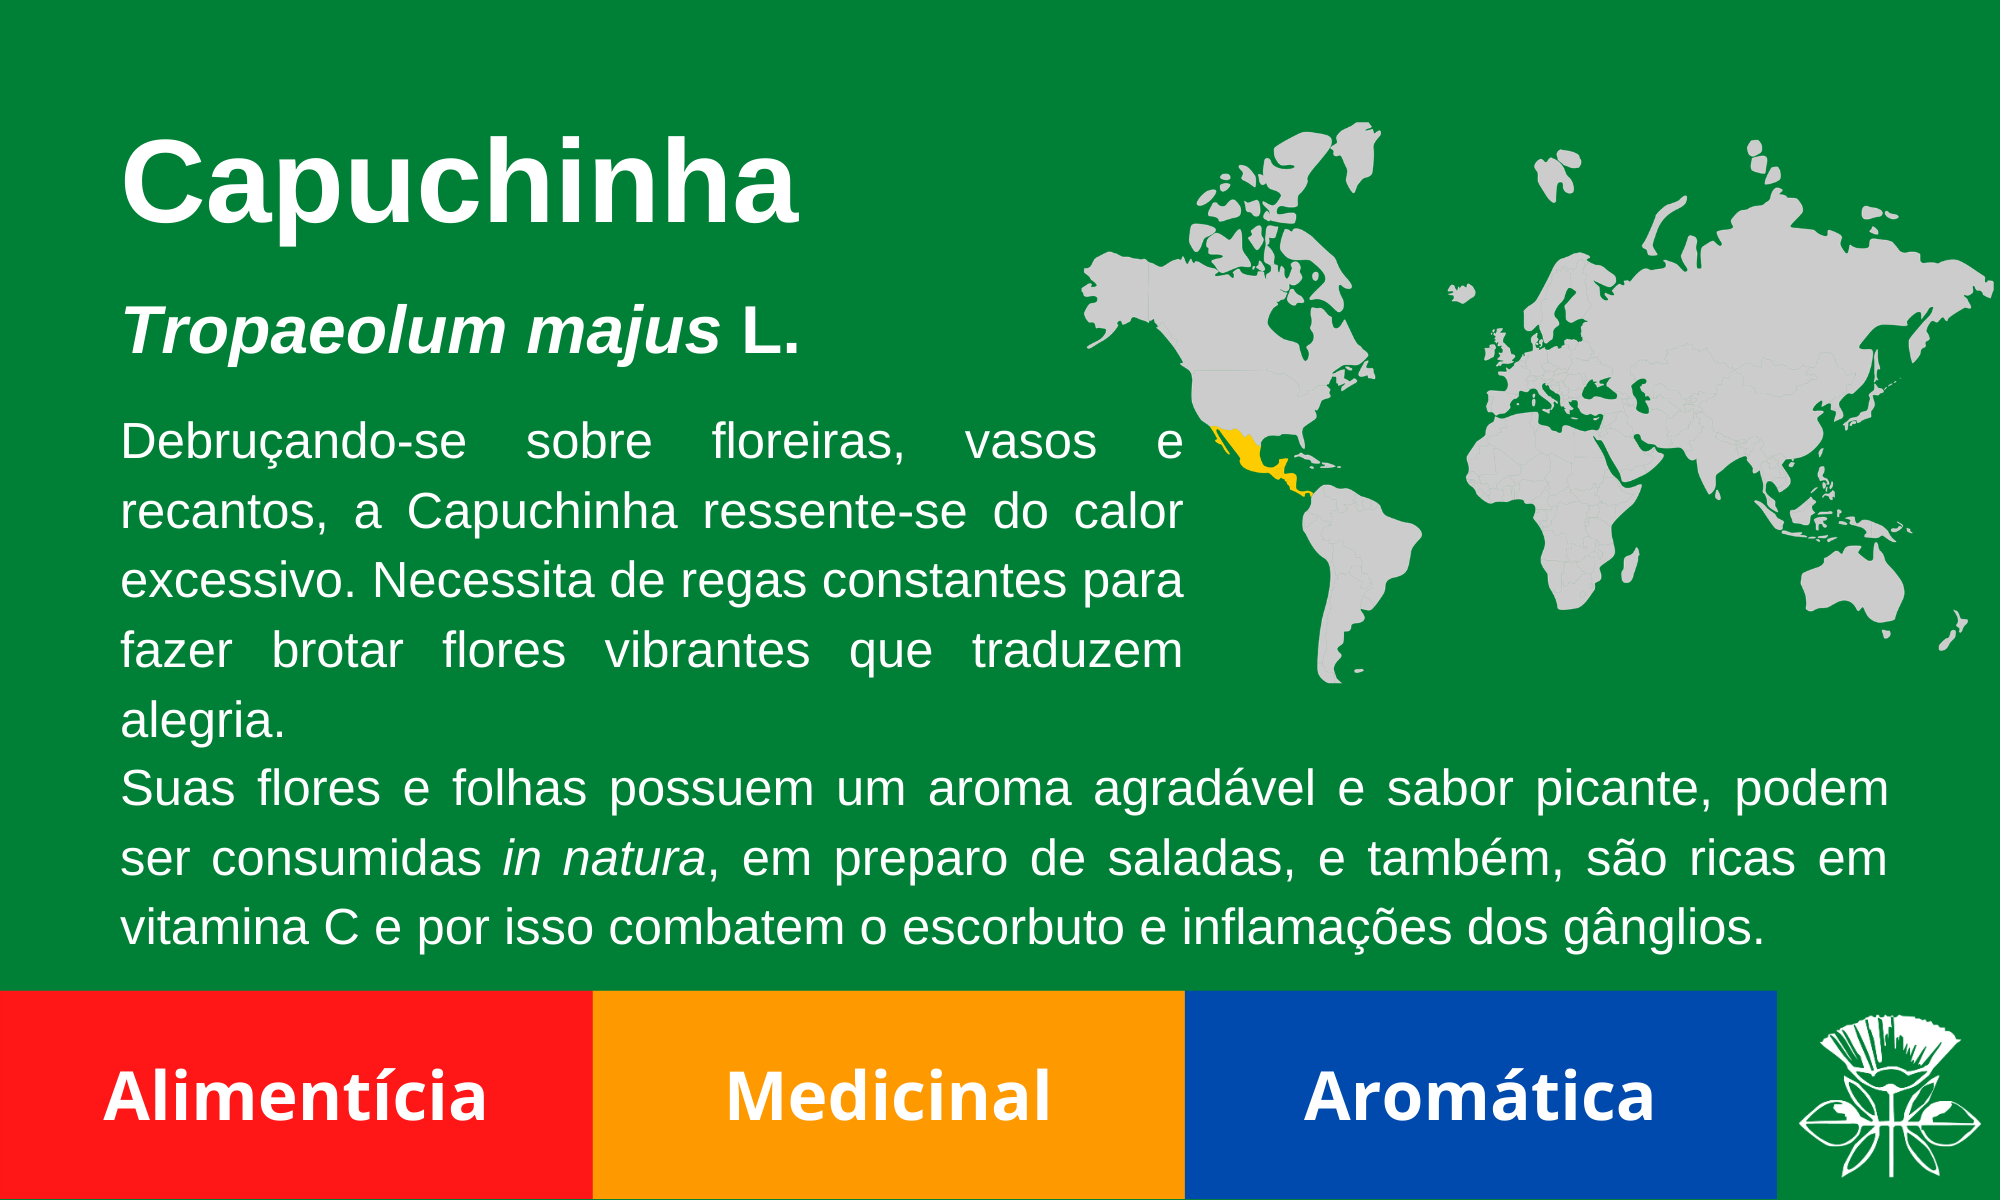 Capuchinha
Tropaeolum majus L.
Debruçando-se sobre floreiras, vasos e
recantos, a Capuchinha ressente-se do calor
excessivo. Necessita de regas constantes para
fazer brotar flores vibrantes que traduzem
alegria.
Suas flores e folhas possuem um aroma agradável e sabor picante, podem
ser consumidas in natura, em preparo de saladas, e também, são ricas em
vitamina C e por isso combatem o escorbuto e inflamações dos gânglios.
Alimentícia
Medicinal
Aromática